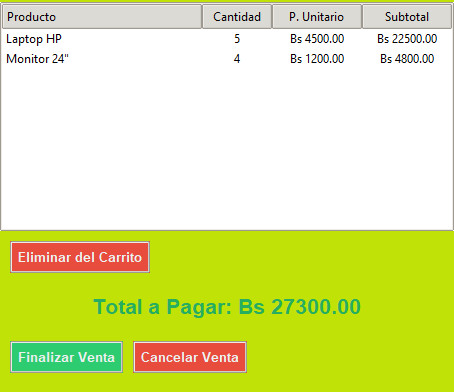 Producto Cantidad P. Unitario Subtotal
Laptop HP 5 Bs 4500.00 Bs 22500.00
Monitor 24" 4 Bs 1200.00 Bs 4800.00
Eliminar del Carrito
Total a Pagar: Bs 27300.00
Finalizar Venta Cancelar Venta